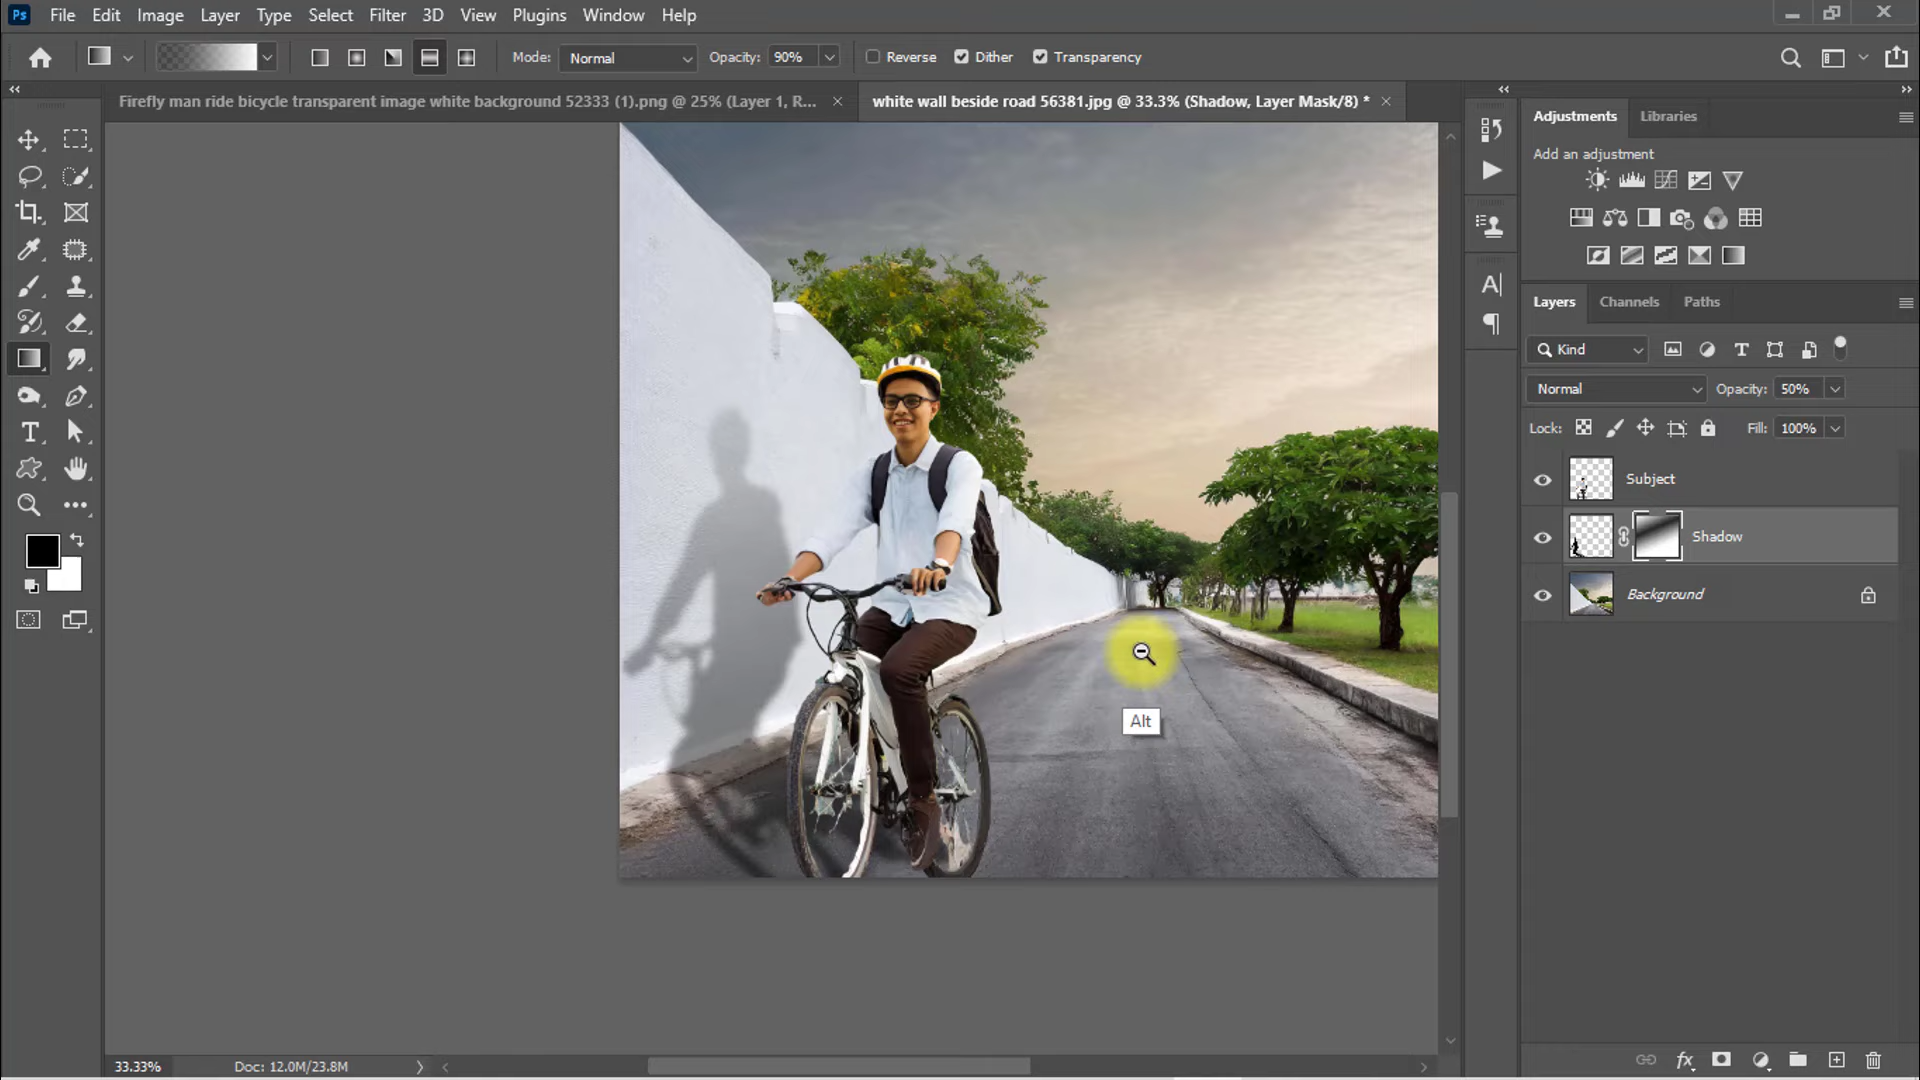 Ps File Edit Image Layer Type Select Filter 3D View Plugins Window Help
Mode: Normal Opacity: 90% Reverse Dither Transparency
Firefly man ride bicycle transparent image white background 52333 (1).png @ 25% (Layer 1, R...
white wall beside road 56381.jpg @ 33.3% (Shadow, Layer Mask/8) *
Adjustments Libraries
Add an adjustment
Layers Channels Paths
Kind
Normal Opacity: 50%
Lock: Fill: 100%
Subject
Shadow
Background
Alt
33.33% Doc: 12.0M/23.8M